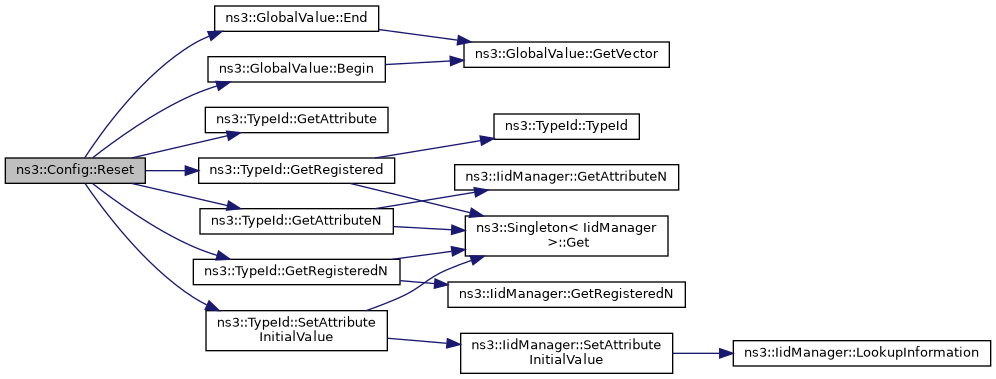 ns3::GlobalValue::End
ns3::GlobalValue::GetVector
ns3::GlobalValue::Begin
ns3::TypeId::GetAttribute
ns3::TypeId::TypeId
ns3::Config::Reset
ns3::TypeId::GetRegistered
ns3::IidManager::GetAttributeN
ns3::TypeId::GetAttributeN
ns3::Singleton< IidManager
>::Get
ns3::TypeId::GetRegisteredN
ns3::IidManager::GetRegisteredN
ns3::TypeId::SetAttribute
InitialValue
ns3::IidManager::SetAttribute
InitialValue
ns3::IidManager::LookupInformation